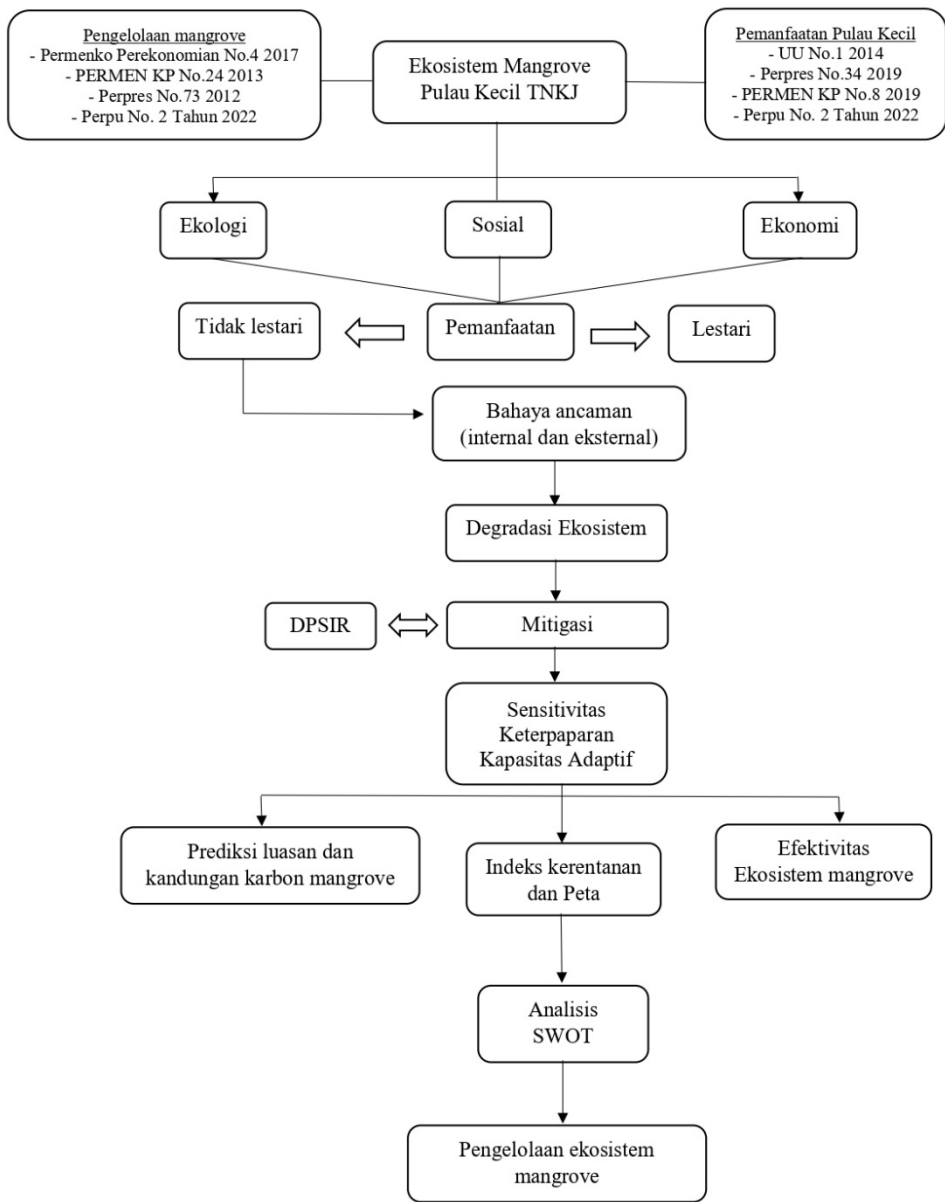 Pengelolaan mangrove
- Permenko Perekonomian No.4 2017
- PERMEN KP No.24 2013
- Perpres No.73 2012
- Perpu No. 2 Tahun 2022
Ekosistem Mangrove
Pulau Kecil TNKJ
Pemanfaatan Pulau Kecil
- UU No.1 2014
- Perpres No.34 2019
- PERMEN KP No.8 2019
- Perpu No. 2 Tahun 2022
Ekologi
Sosial
Ekonomi
Tidak lestari
Pemanfaatan
Lestari
Bahaya ancaman
(internal dan eksternal)
Degradasi Ekosistem
DPSIR
Mitigasi
Sensitivitas
Keterpaparan
Kapasitas Adaptif
Prediksi luasan dan
kandungan karbon mangrove
Indeks kerentanan
dan Peta
Efektivitas
Ekosistem mangrove
Analisis
SWOT
Pengelolaan ekosistem
mangrove